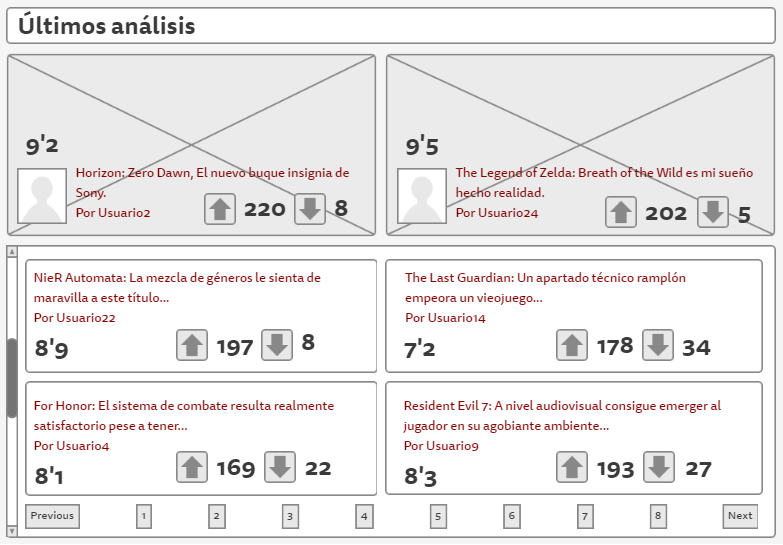 Últimos análisis
9'2
Horizon: Zero Dawn, El nuevo buque insignia de
Sony.
Por Usuario2
220
8
9'5
The Legend of Zelda: Breath of the Wild es mi sueño
hecho realidad.
Por Usuario24
202
5
NieR Automata: La mezcla de géneros le sienta de
maravilla a este título...
Por Usuario22
8'9
197
8
The Last Guardian: Un apartado técnico ramplón
empeora un vieojuego...
Por Usuario14
7'2
178
34
For Honor: El sistema de combate resulta realmente
satisfactorio pese a tener...
Por Usuario4
8'1
169
22
Resident Evil 7: A nivel audiovisual consigue emerger al
jugador en su agobiante ambiente...
Por Usuario9
8'3
193
27
Previous 1 2 3 4 5 6 7 8 Next